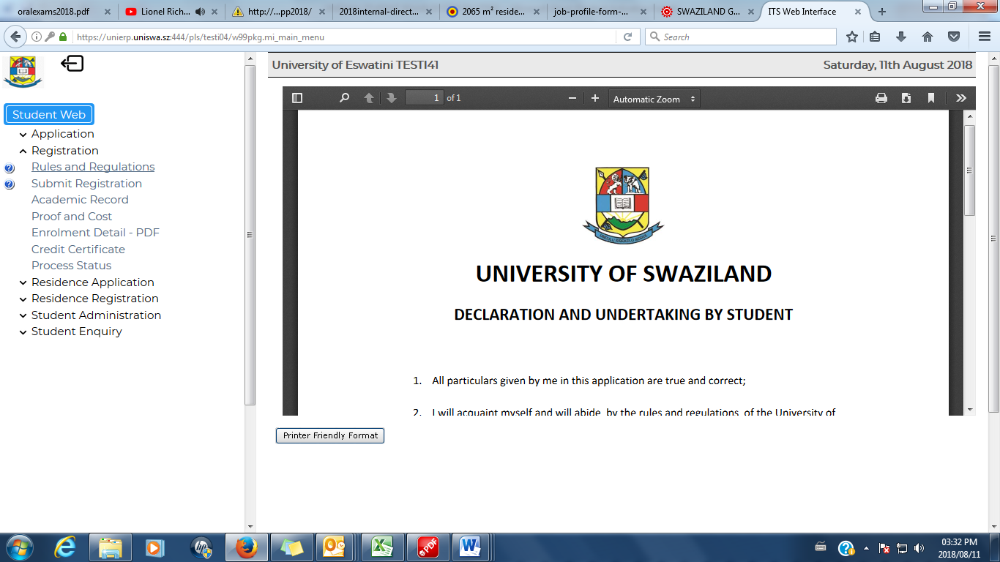 oralexams2018.pdf
Lionel Rich...
http://...pp2018/
2018internal-direct...
2065 m² reside...
job-profile-form-...
SWAZILAND G...
ITS Web Interface
https://unierp.uniswa.sz:444/pls/testi04/w99pkg.mi_main_menu
Search
University of Eswatini TESTI41
Saturday, 11th August 2018
Student Web
Application
Registration
Rules and Regulations
Submit Registration
Academic Record
Proof and Cost
Enrolment Detail - PDF
Credit Certificate
Process Status
Residence Application
Residence Registration
Student Administration
Student Enquiry
1 of 1
Automatic Zoom
UNIVERSITY OF SWAZILAND
DECLARATION AND UNDERTAKING BY STUDENT
1. All particulars given by me in this application are true and correct;
2. I will acquaint myself and will abide by the rules and regulations of the University of
Printer Friendly Format
03:32 PM
2018/08/11